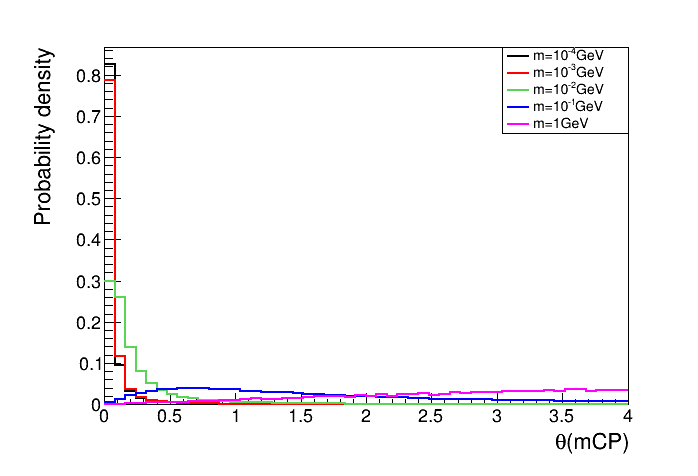 Probability density
0.8
0.7
0.6
0.5
0.4
0.3
0.2
0.1
0
m=10⁻⁴GeV
m=10⁻³GeV
m=10⁻²GeV
m=10⁻¹GeV
m=1GeV
0 0.5 1 1.5 2 2.5 3 3.5 4
θ(mCP)